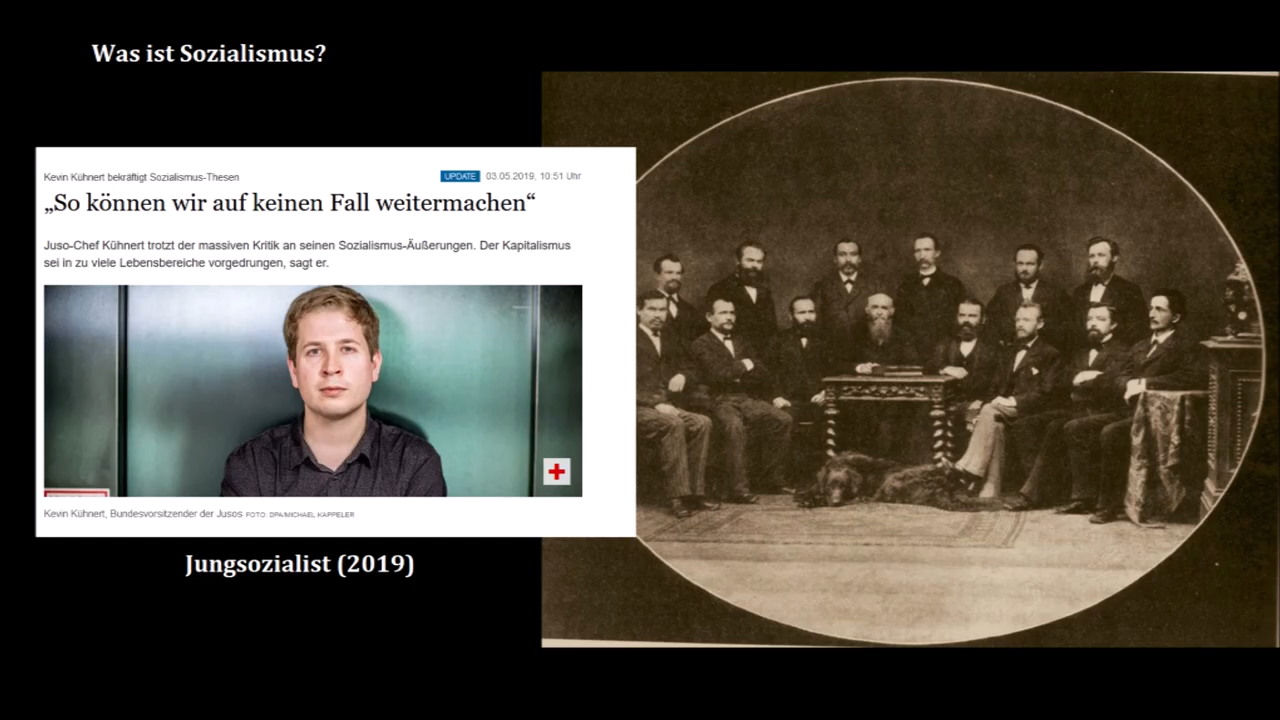 Was ist Sozialismus?
Kevin Kühnert bekräftigt Sozialismus-Thesen
UPDATE 03.05.2019, 10:51 Uhr
„So können wir auf keinen Fall weitermachen“
Juso-Chef Kühnert trotzt der massiven Kritik an seinen Sozialismus-Äußerungen. Der Kapitalismus
sei in zu viele Lebensbereiche vorgedrungen, sagt er.
Kevin Kühnert, Bundesvorsitzender der Jusos FOTO: DPA/MICHAEL KAPPELER
Jungsozialist (2019)